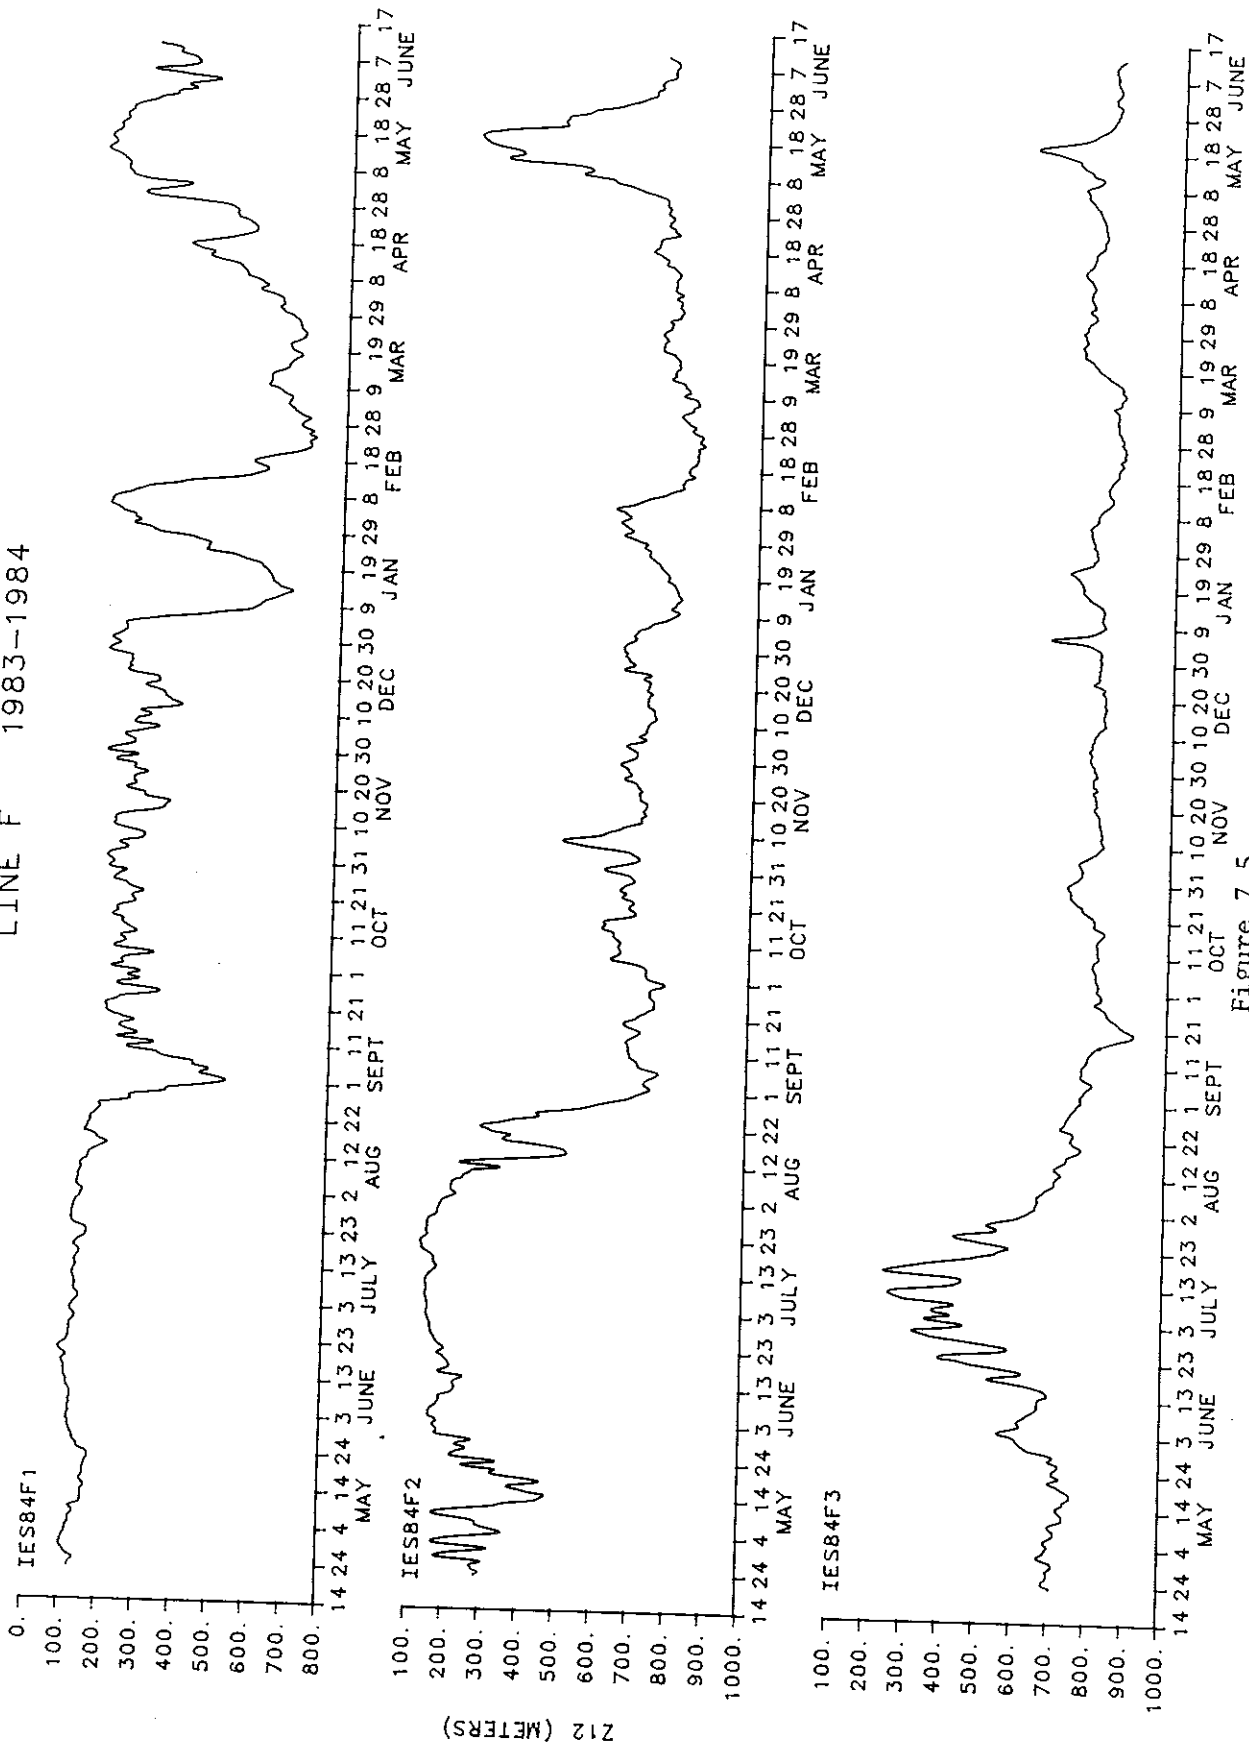 LINE F 1983-1984
IES84F1
0.
100.
200.
300.
400.
500.
600.
700.
800.
14 24 4 14 24 3 13 23 3 13 23 2 12 22 1 11 21 1 11 21 31 10 20 30 10 20 30 9 19 29 8 18 28 9 19 29 8 18 28 8 18 28 7 17
MAY JUNE JULY AUG SEPT OCT NOV DEC JAN FEB MAR APR MAY JUNE
Z12 (METERS)
IES84F2
100.
200.
300.
400.
500.
600.
700.
800.
900.
1000.
14 24 4 14 24 3 13 23 3 13 23 2 12 22 1 11 21 1 11 21 31 10 20 30 10 20 30 9 19 29 8 18 28 9 19 29 8 18 28 8 18 28 7 17
MAY JUNE JULY AUG SEPT OCT NOV DEC JAN FEB MAR APR MAY JUNE
IES84F3
100.
200.
300.
400.
500.
600.
700.
800.
900.
1000.
14 24 4 14 24 3 13 23 3 13 23 2 12 22 1 11 21 1 11 21 31 10 20 30 10 20 30 9 19 29 8 18 28 9 19 29 8 18 28 8 18 28 7 17
MAY JUNE JULY AUG SEPT OCT NOV DEC JAN FEB MAR APR MAY JUNE
Figure 7.5